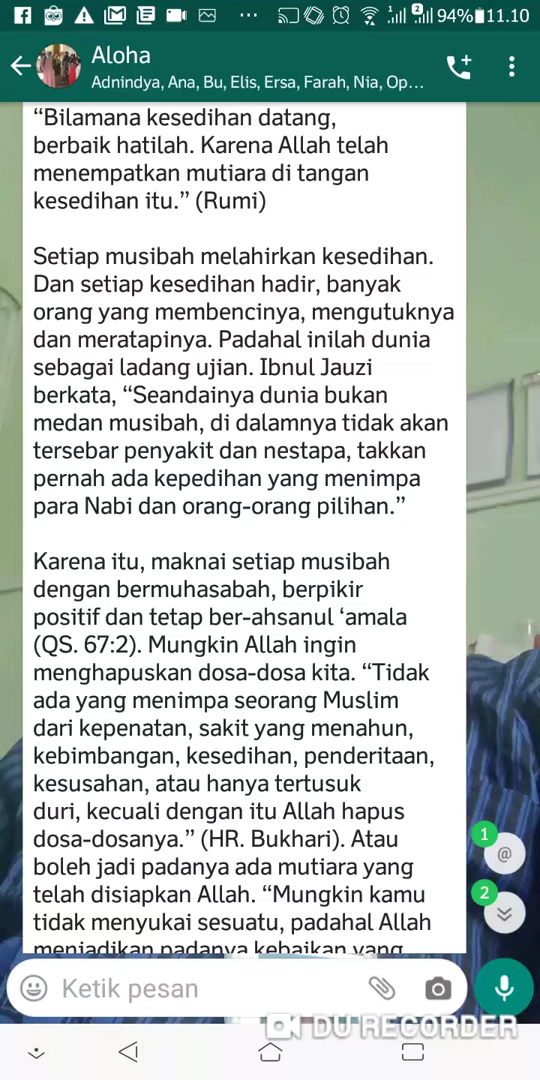 94% 11.10
Aloha
Adnindya, Ana, Bu, Elis, Ersa, Farah, Nia, Op...
“Bilamana kesedihan datang,
berbaik hatilah. Karena Allah telah
menempatkan mutiara di tangan
kesedihan itu.” (Rumi)
Setiap musibah melahirkan kesedihan.
Dan setiap kesedihan hadir, banyak
orang yang membencinya, mengutuknya
dan meratapinya. Padahal inilah dunia
sebagai ladang ujian. Ibnul Jauzi
berkata, “Seandainya dunia bukan
medan musibah, di dalamnya tidak akan
tersebar penyakit dan nestapa, takkan
pernah ada kepedihan yang menimpa
para Nabi dan orang-orang pilihan.”
Karena itu, maknai setiap musibah
dengan bermuhasabah, berpikir
positif dan tetap ber-ahsanul ‘amala
(QS. 67:2). Mungkin Allah ingin
menghapuskan dosa-dosa kita. “Tidak
ada yang menimpa seorang Muslim
dari kepenatan, sakit yang menahun,
kebimbangan, kesedihan, penderitaan,
kesusahan, atau hanya tertusuk
duri, kecuali dengan itu Allah hapus
dosa-dosanya.” (HR. Bukhari). Atau
boleh jadi padanya ada mutiara yang
telah disiapkan Allah. “Mungkin kamu
tidak menyukai sesuatu, padahal Allah
menjadikan padanya kebaikan yang
1
@
2
Ketik pesan
DU RECORDER